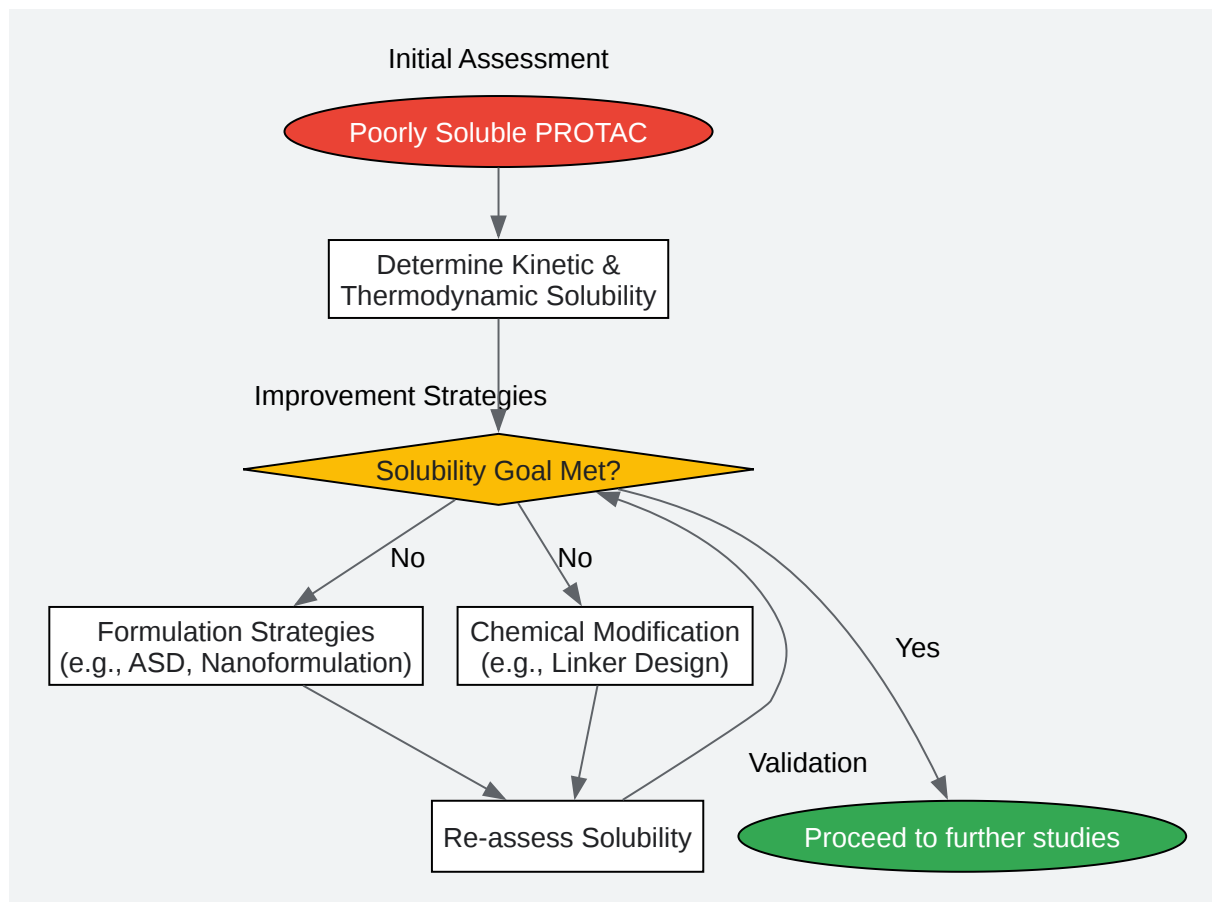 Initial Assessment
Poorly Soluble PROTAC
Determine Kinetic &
Thermodynamic Solubility
Improvement Strategies
Solubility Goal Met?
No
No
Formulation Strategies
(e.g., ASD, Nanoformulation)
Chemical Modification
(e.g., Linker Design)
Yes
Validation
Re-assess Solubility
Proceed to further studies